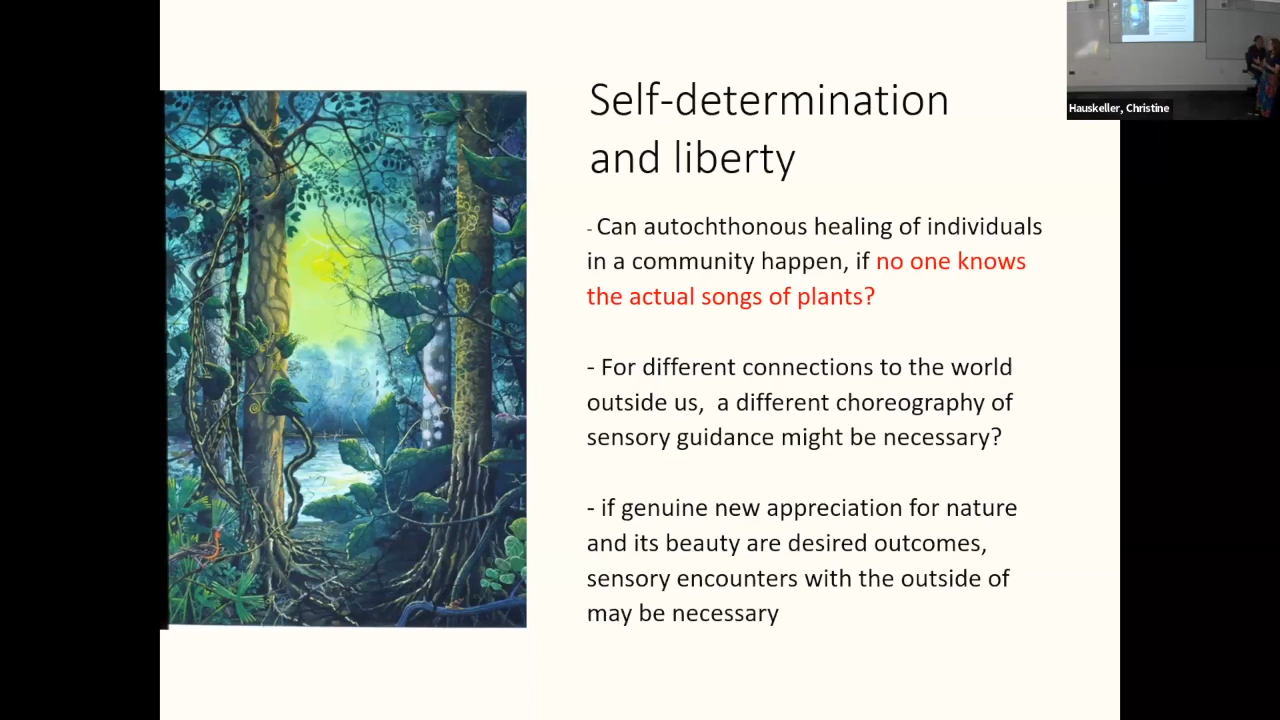 Self-determination
and liberty
- Can autochthonous healing of individuals
in a community happen, if no one knows
the actual songs of plants?
- For different connections to the world
outside us,  a different choreography of
sensory guidance might be necessary?
- if genuine new appreciation for nature
and its beauty are desired outcomes,
sensory encounters with the outside of
may be necessary
Hauskeller, Christine